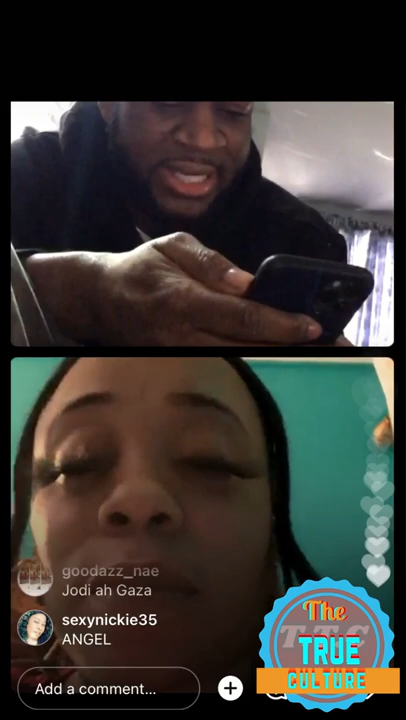 goodazz_nae
Jodi ah Gaza
sexynickie35
ANGEL
Add a comment...
The
TRUE
CULTURE